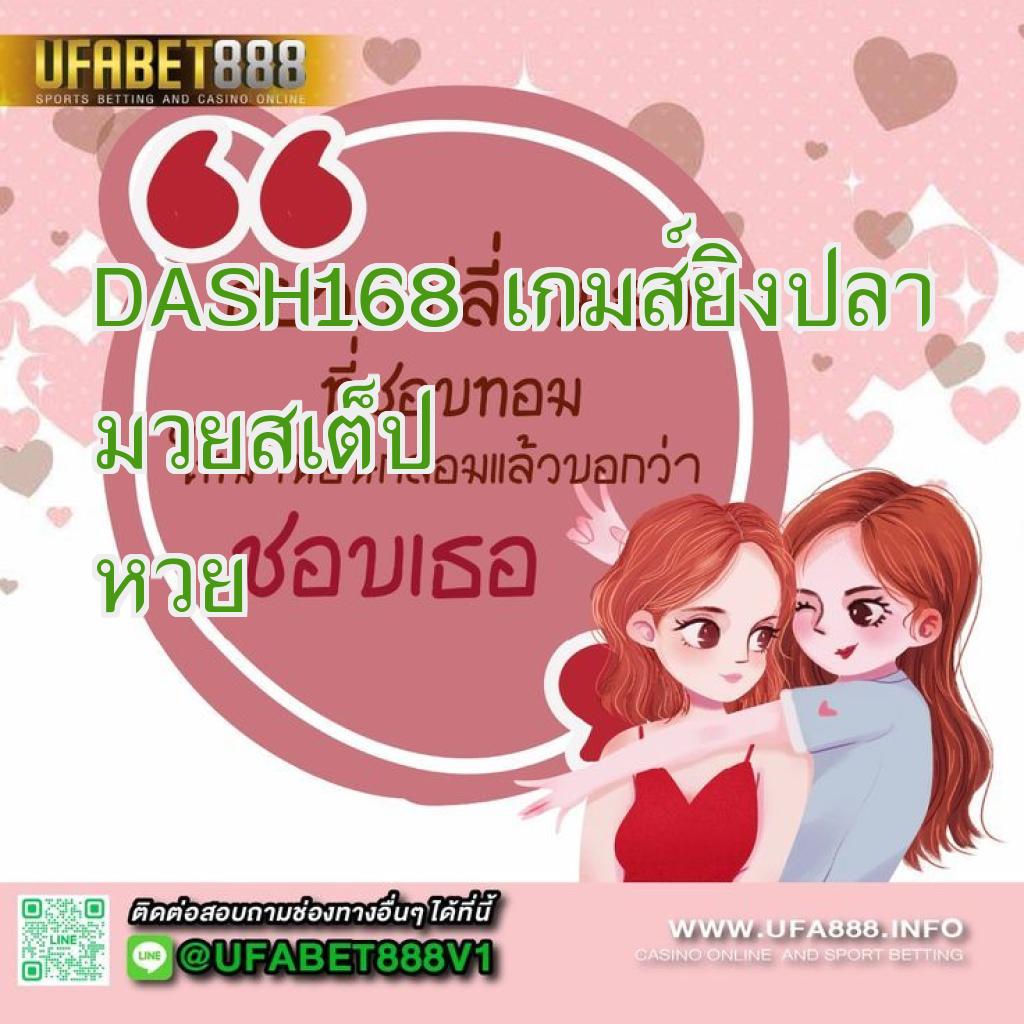 UFABET888
SPORTS BETTING AND CASINO ONLINE
DASH168 เกมส์ยิงปลา
ที่ชอบทอม
มวยสเต็ป
แล้วบอกว่า
หวย
ชอบเธอ
ติดต่อสอบถามช่องทางอื่นๆ ได้ที่นี้
LINE
LINE
@UFABET888V1
WWW.UFA888.INFO
CASINO ONLINE AND SPORT BETTING